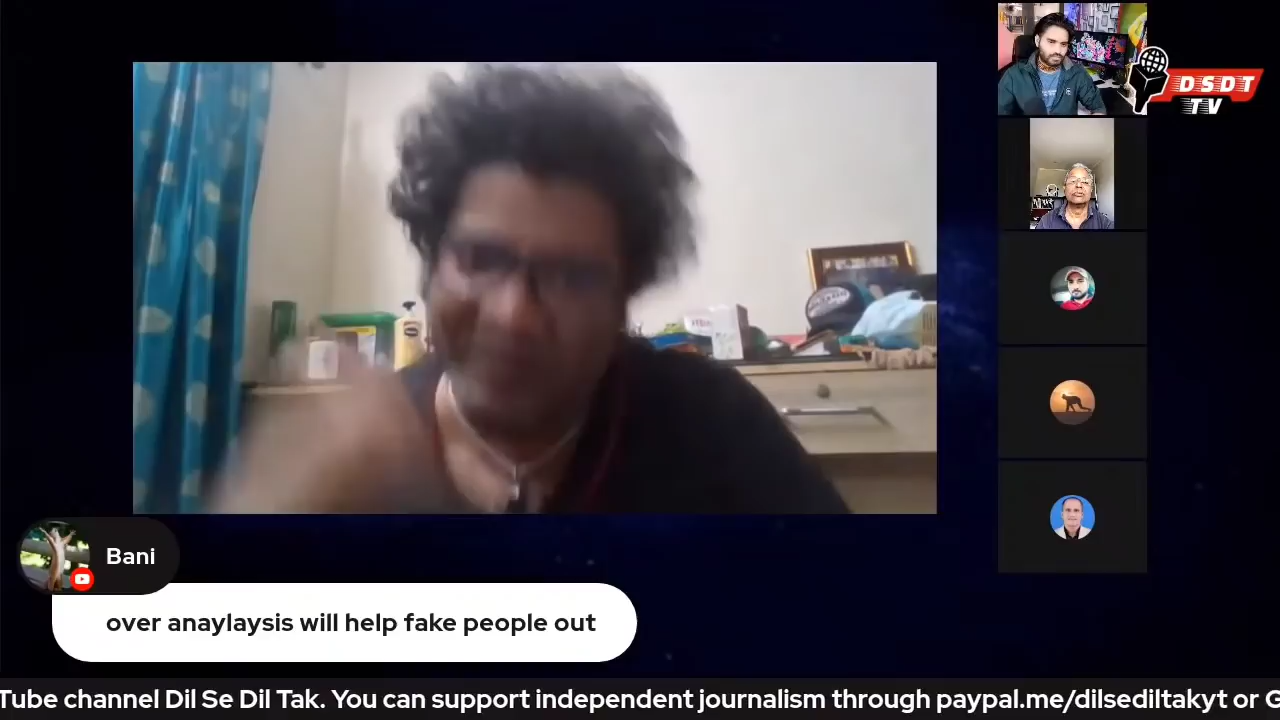 DSDT
TV
Bani
over anaylaysis will help fake people out
Tube channel Dil Se Dil Tak. You can support independent journalism through paypal.me/dilsediltakyt or G